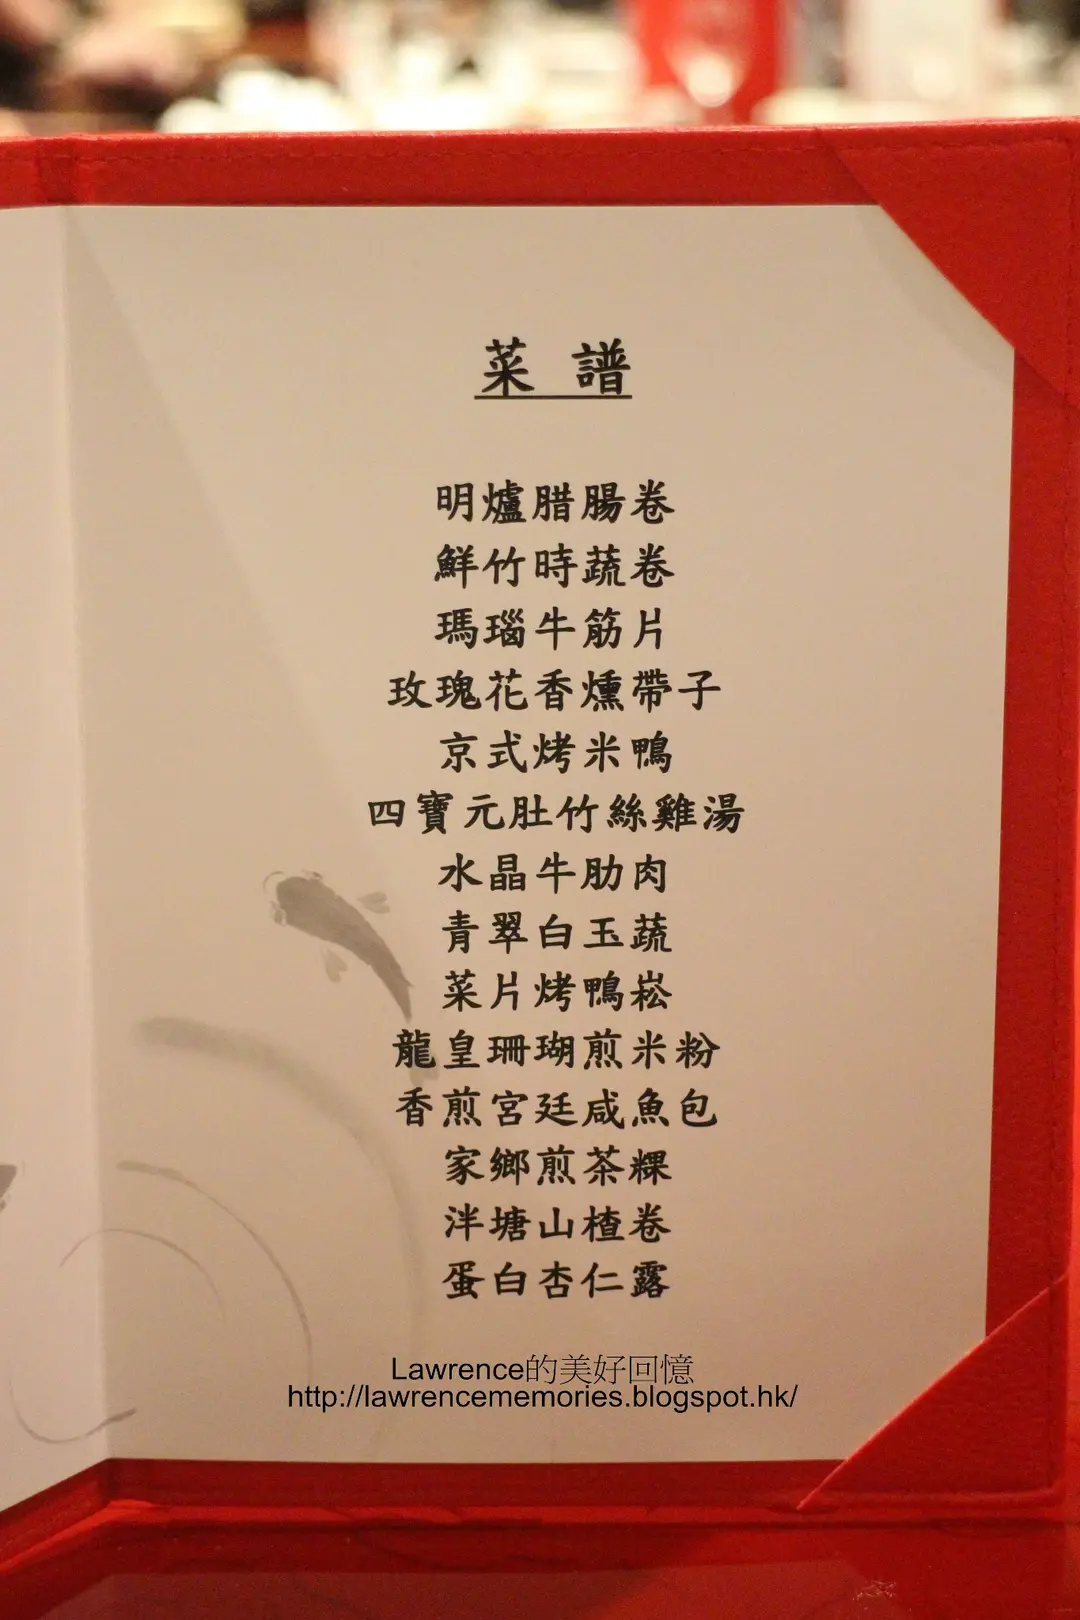 菜 譜
明爐腊腸卷
鮮竹時蔬卷
瑪瑙牛筋片
玫瑰花香燻帶子
京式烤米鴨
四寶元肚竹絲雞湯
水晶牛肋肉
青翠白玉蔬
菜片烤鴨崧
龍皇珊瑚煎米粉
香煎宮廷咸魚包
家鄉煎茶粿
泮塘山楂卷
蛋白杏仁露
Lawrence的美好回憶
http://lawrencememories.blogspot.hk/